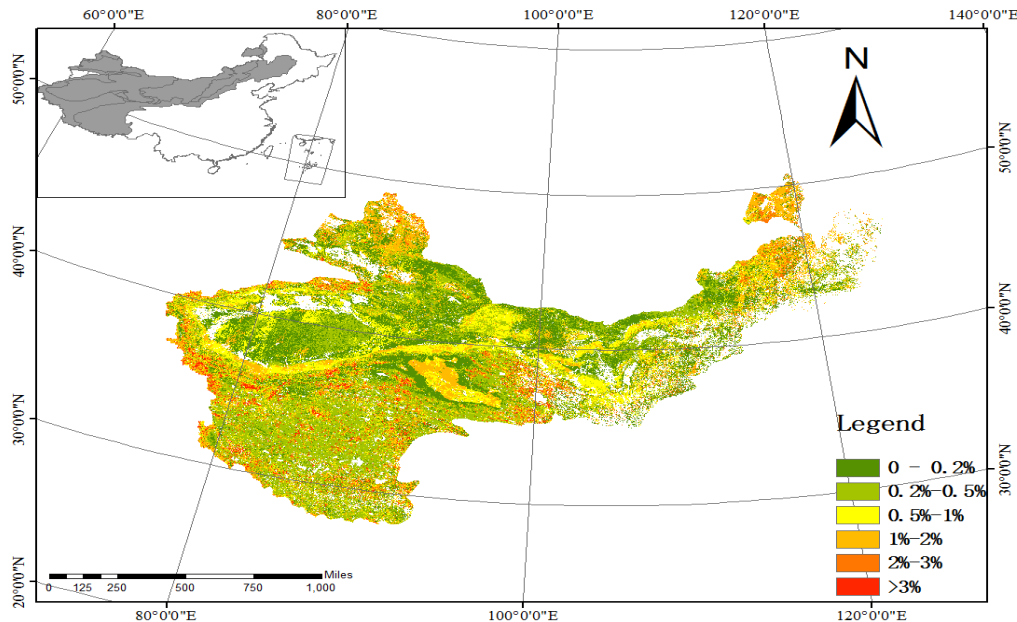 60°0'0"E 80°0'0"E 100°0'0"E 120°0'0"E 140°0'0"E
50°0'0"N
40°0'0"N
30°0'0"N
20°0'0"N
N
50°0'0"N
40°0'0"N
30°0'0"N
Legend
0 - 0.2%
0.2%-0.5%
0.5%-1%
1%-2%
2%-3%
>3%
Miles
0 125 250 500 750 1,000
80°0'0"E 100°0'0"E 120°0'0"E